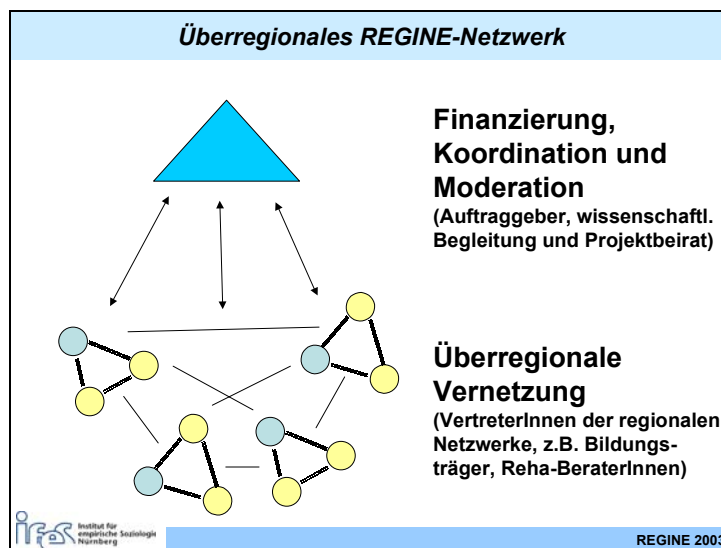 Überregionales REGINE-Netzwerk
Finanzierung,
Koordination und
Moderation
(Auftraggeber, wissenschaftl.
Begleitung und Projektbeirat)
Überregionale
Vernetzung
(VertreterInnen der regionalen
Netzwerke, z.B. Bildungs-
träger, Reha-BeraterInnen)
ifes
Institut für
empirische Soziologie
Nürnberg
REGINE 2003